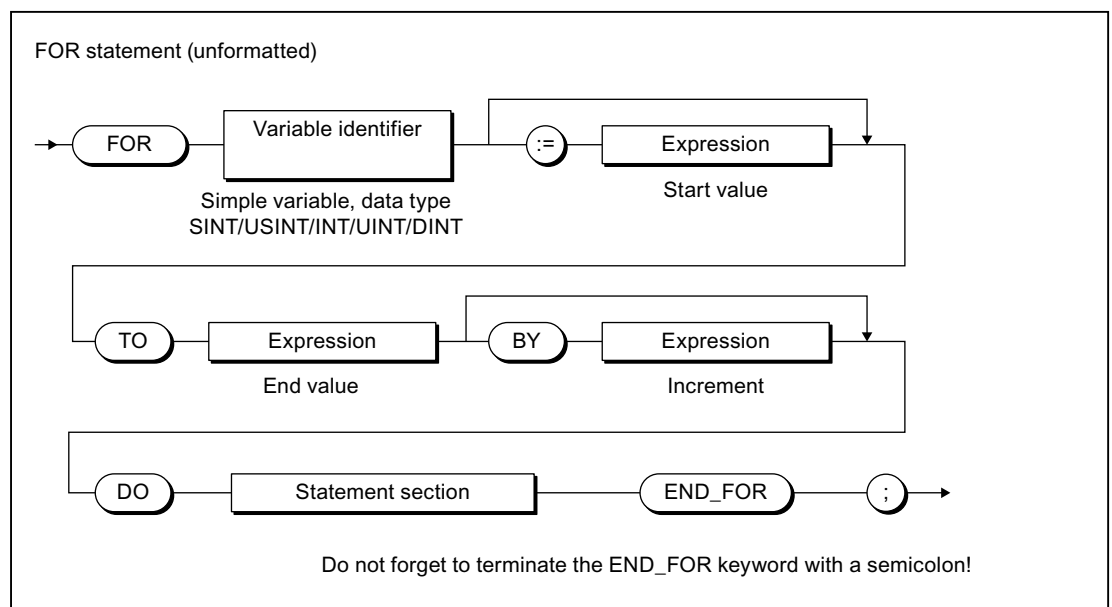 FOR statement (unformatted)
FOR
Variable identifier
:=
Expression
Simple variable, data type
SINT/USINT/INT/UINT/DINT
Start value
TO
Expression
BY
Expression
End value
Increment
DO
Statement section
END_FOR
;
Do not forget to terminate the END_FOR keyword with a semicolon!